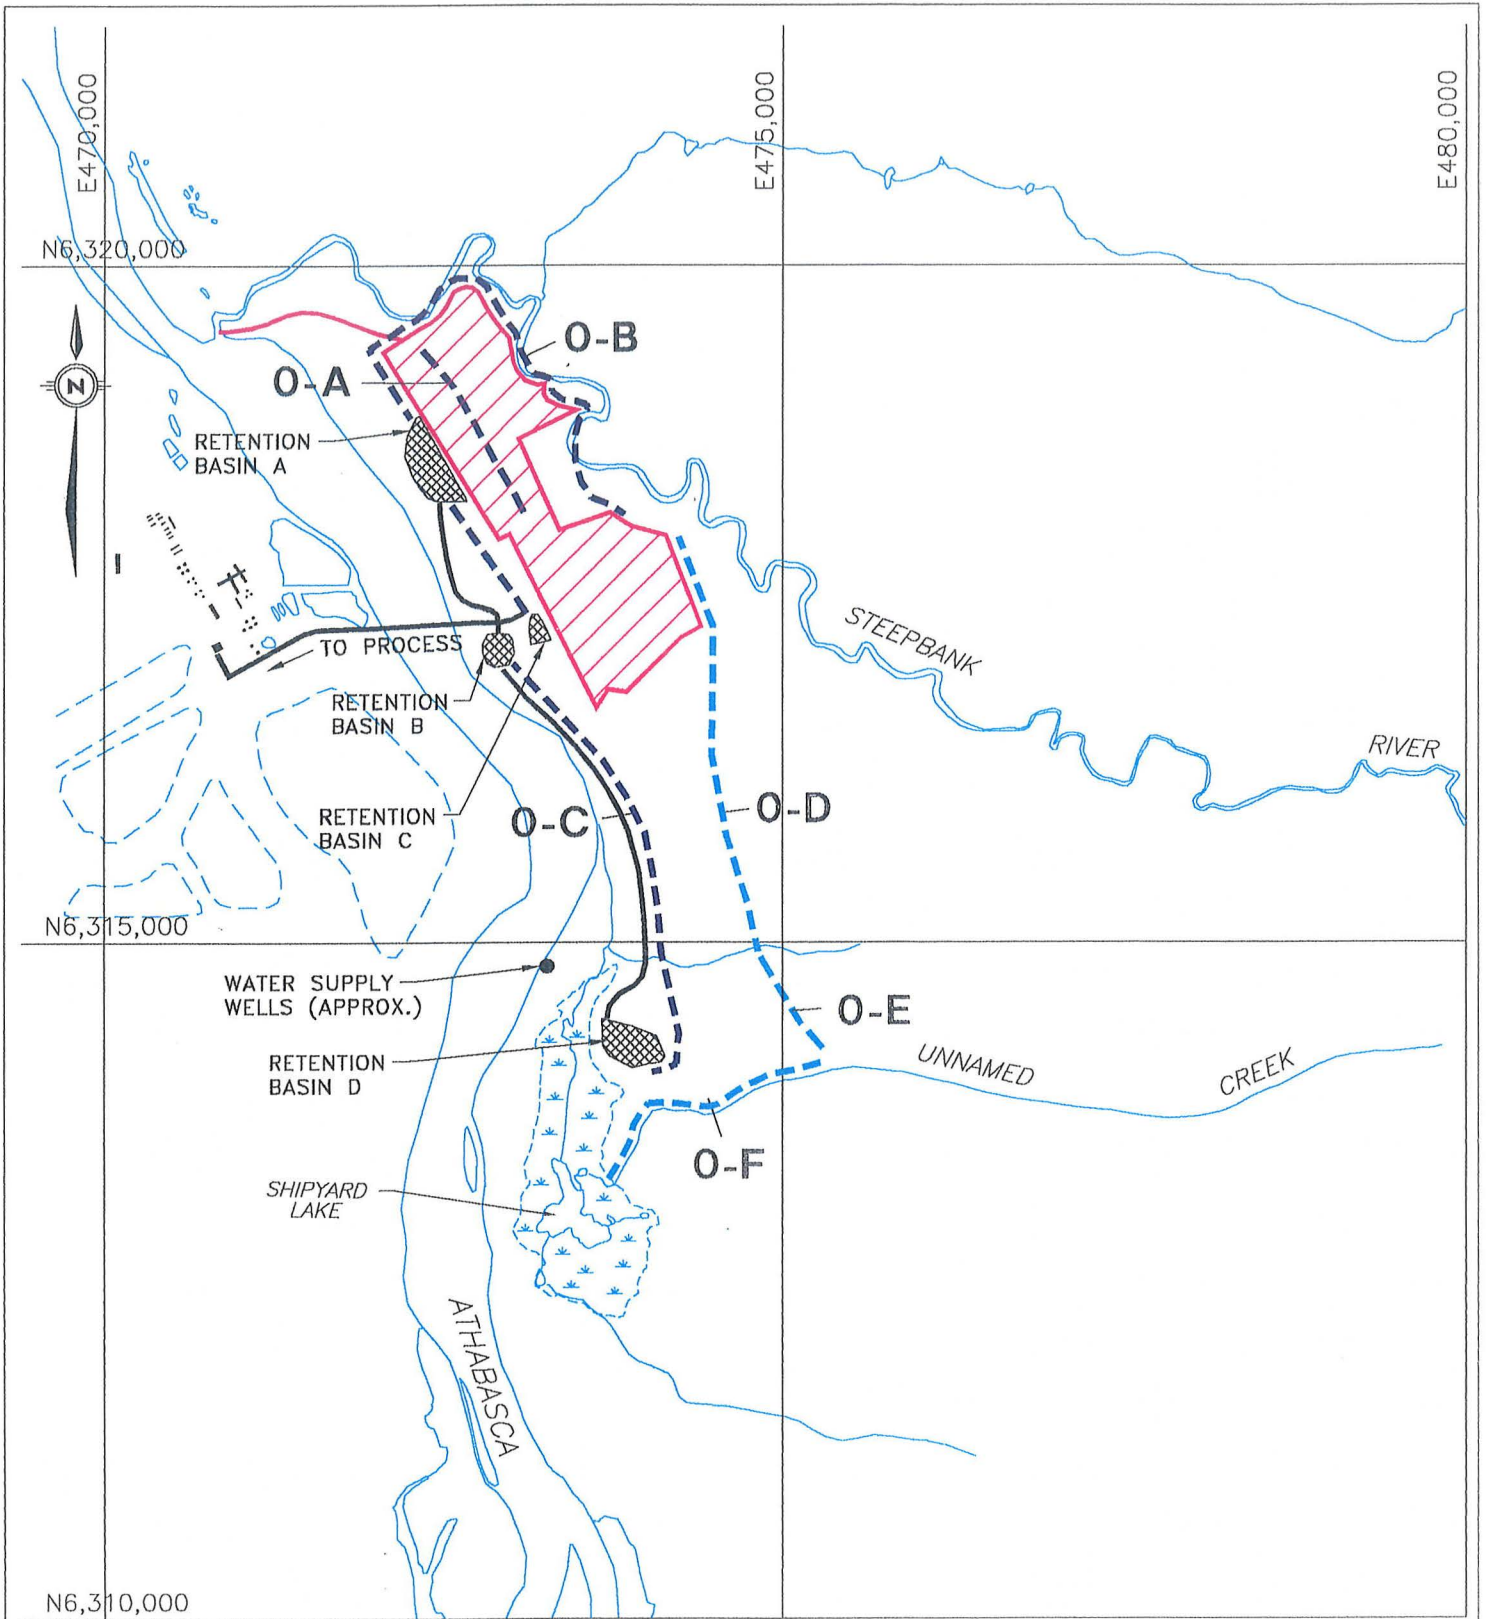 E470,000
E475,000
E480,000
N6,320,000
O-B
O-A
N
RETENTION
BASIN A
STEEPBANK
TO PROCESS
RETENTION
BASIN B
RIVER
RETENTION
BASIN C
O-C
O-D
N6,315,000
WATER SUPPLY
WELLS (APPROX.)
O-E
RETENTION
BASIN D
UNNAMED
CREEK
O-F
SHIPYARD
LAKE
ATHABASCA
N6,310,000